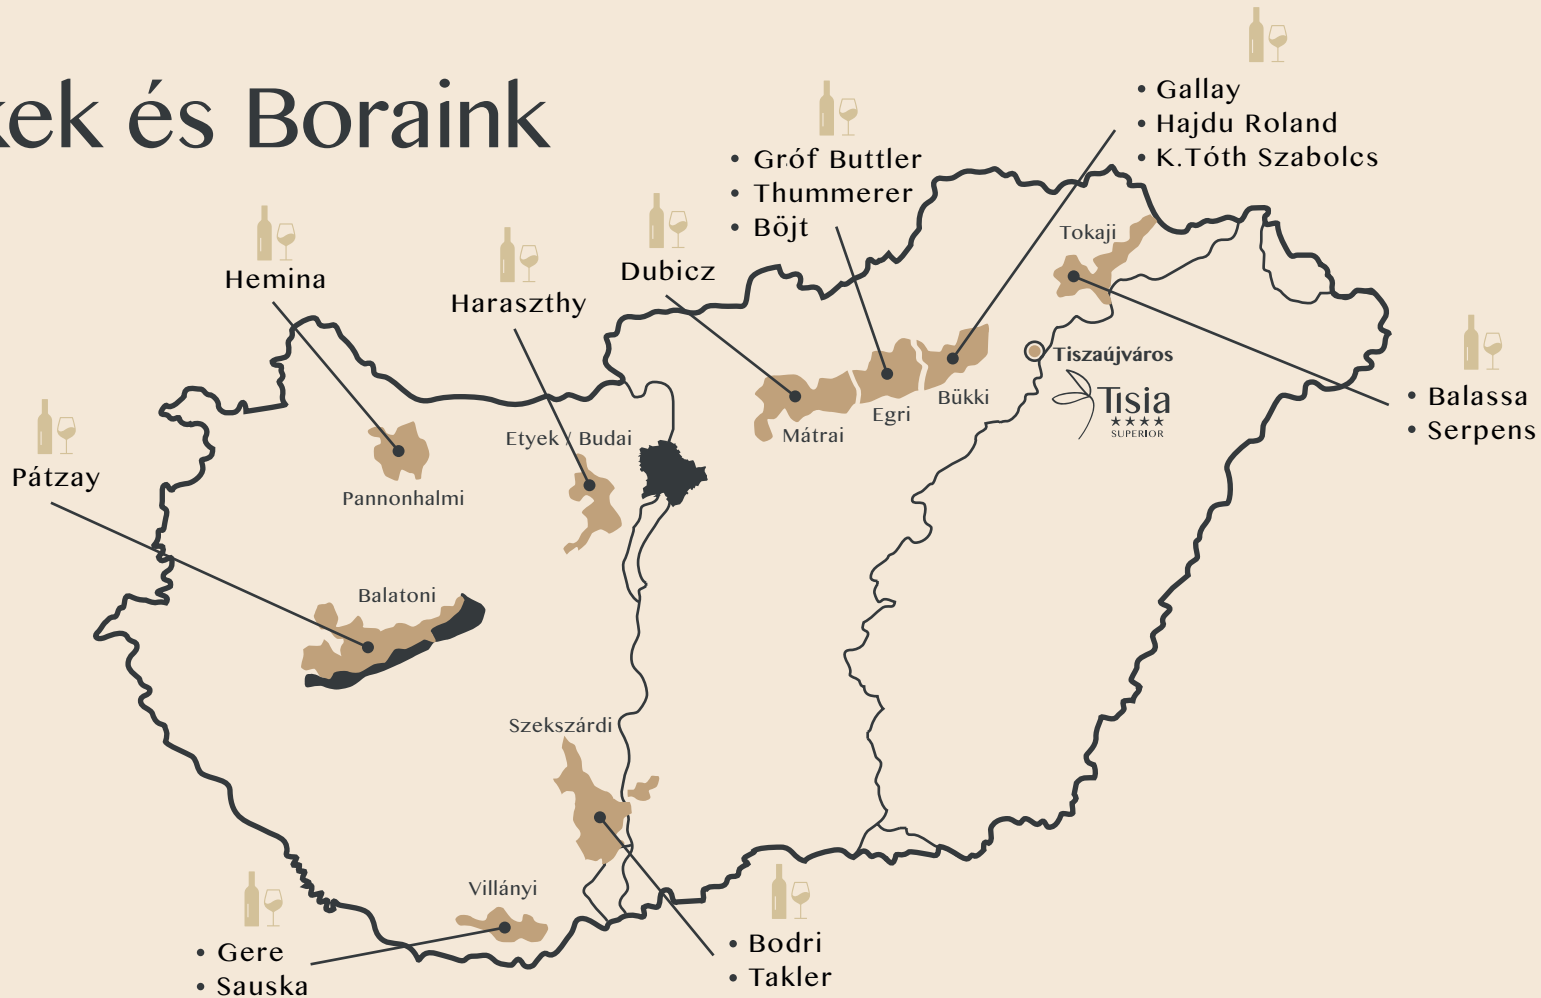 kek és Boraink
• Gallay
• Hajdu Roland
• K.Tóth Szabolcs
• Gróf Buttler
• Thummerer
• Böjt
Tokaji
Hemina
Haraszthy
Dubicz
Tiszaújváros
Tisia
★★★★
SUPERIOR
Bükki
Egri
Mátrai
• Balassa
• Serpens
Etyek / Budai
Pátzay
Pannonhalmi
Balatoni
Szekszárdi
Villányi
• Gere
• Sauska
• Bodri
• Takler